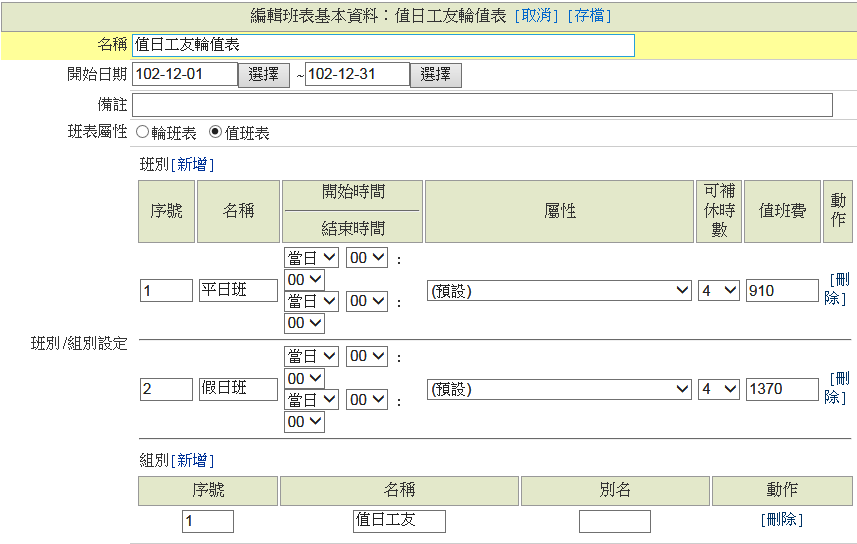 編輯班表基本資料：值日工友輪值表 [取消] [存檔]
名稱 值日工友輪值表
開始日期 102-12-01 選擇 ~ 102-12-31 選擇
備註
班表屬性 輪班表 值班表
班別/組別設定
班別[新增]
序號 名稱 開始時間 結束時間 屬性 可補休時數 值班費 動作
1 平日班 當日 00 : 00 當日 00 : 00 (預設) 4 910 [刪除]
2 假日班 當日 00 : 00 當日 00 : 00 (預設) 4 1370 [刪除]
組別[新增]
序號 名稱 別名 動作
1 值日工友 [刪除]